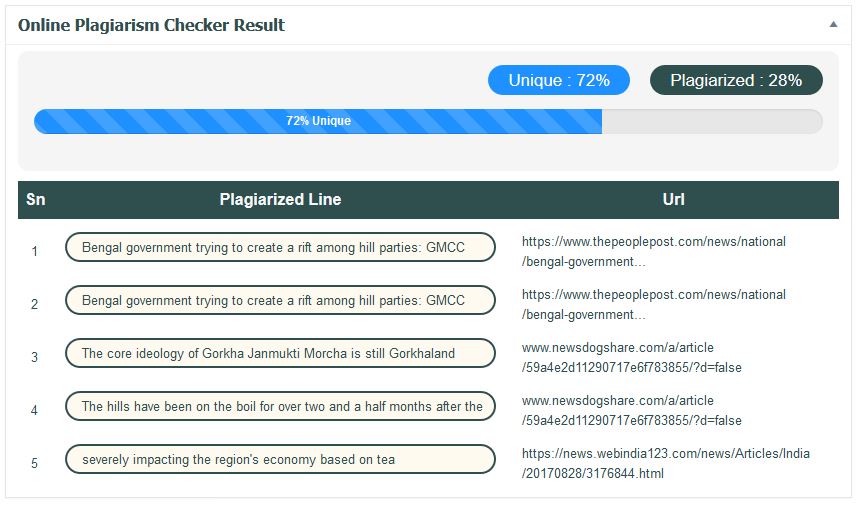 Online Plagiarism Checker Result
Unique : 72%
Plagiarized : 28%
72% Unique
Sn Plagiarized Line Url
1 Bengal government trying to create a rift among hill parties: GMCC https://www.thepeoplepost.com/news/national
/bengal-government...
2 Bengal government trying to create a rift among hill parties: GMCC https://www.thepeoplepost.com/news/national
/bengal-government...
3 The core ideology of Gorkha Janmukti Morcha is still Gorkhaland www.newsdogshare.com/a/article
/59a4e2d11290717e6f783855/?d=false
4 The hills have been on the boil for over two and a half months after the www.newsdogshare.com/a/article
/59a4e2d11290717e6f783855/?d=false
5 severely impacting the region's economy based on tea https://news.webindia123.com/news/Articles/India
/20170828/3176844.html